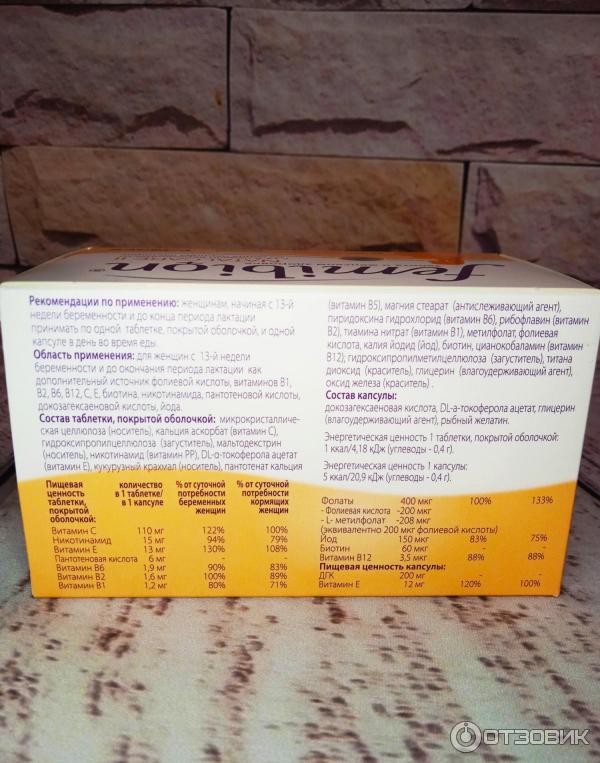 femibion®
Рекомендации по применению: женщинам, начиная с 13-й
недели беременности и до конца периода лактации
принимать по одной таблетке, покрытой оболочкой, и одной
капсуле в день во время еды.
Область применения: для женщин с 13-й недели
беременности и до окончания периода лактации как
дополнительный источник фолиевой кислоты, витаминов В1,
В2, В6, В12, С, Е, биотина, никотинамида, пантотеновой кислоты,
докозагексаеновой кислоты, йода.
Состав таблетки, покрытой оболочкой: микрокристалличе-
ская целлюлоза (носитель), кальция аскорбат (витамин С),
гидроксипропилцеллюлоза (загуститель), мальтодекстрин
(носитель), никотинамид (витамин РР), DL-α-токоферола ацетат
(витамин Е), кукурузный крахмал (носитель), пантотенат кальция
(витамин В5), магния стеарат (антислеживающий агент),
пиридоксина гидрохлорид (витамин В6), рибофлавин (витамин
В2), тиамина нитрат (витамин В1), метилфолат, фолиевая
кислота, калия йодид (йод), биотин, цианокобаламин (витамин
В12); гидроксипропилметилцеллюлоза (загуститель), титана
диоксид (краситель), глицерин (влагоудерживающий агент),
оксид железа (краситель) .
Состав капсулы:
докозагексаеновая кислота, DL-α-токоферола ацетат, глицерин
(влагоудерживающий агент), рыбный желатин.
Энергетическая ценность 1 таблетки, покрытой оболочкой:
1 ккал/4,18 кДж (углеводы - 0,4 г).
Энергетическая ценность 1 капсулы:
5 ккал/20,9 кДж (углеводы - 0,4 г).
Пищевая количество % от суточной % от суточной
ценность в 1 таблетке/ потребности потребности
таблетки, в 1 капсуле беременных кормящих
покрытой женщин женщин
оболочкой:
Витамин С 110 мг 122% 100%
Никотинамид 15 мг 94% 79%
Витамин Е 13 мг 130% 108%
Пантотеновая кислота 6 мг - -
Витамин В6 1,9 мг 90% 83%
Витамин В2 1,6 мг 100% 89%
Витамин В1 1,2 мг 80% 71%
Фолаты 400 мкг 100% 133%
- Фолиевая кислота -200 мкг
- L- метилфолат -208 мкг
(эквивалентно 200 мкг фолиевой кислоты)
Йод 150 мкг 83% 75%
Биотин 60 мкг - -
Витамин В12 3,5 мкг 88% 88%
Пищевая ценность капсулы:
ДГК 200 мг - -
Витамин Е 12 мг 120% 100%
ОТЗОВИК